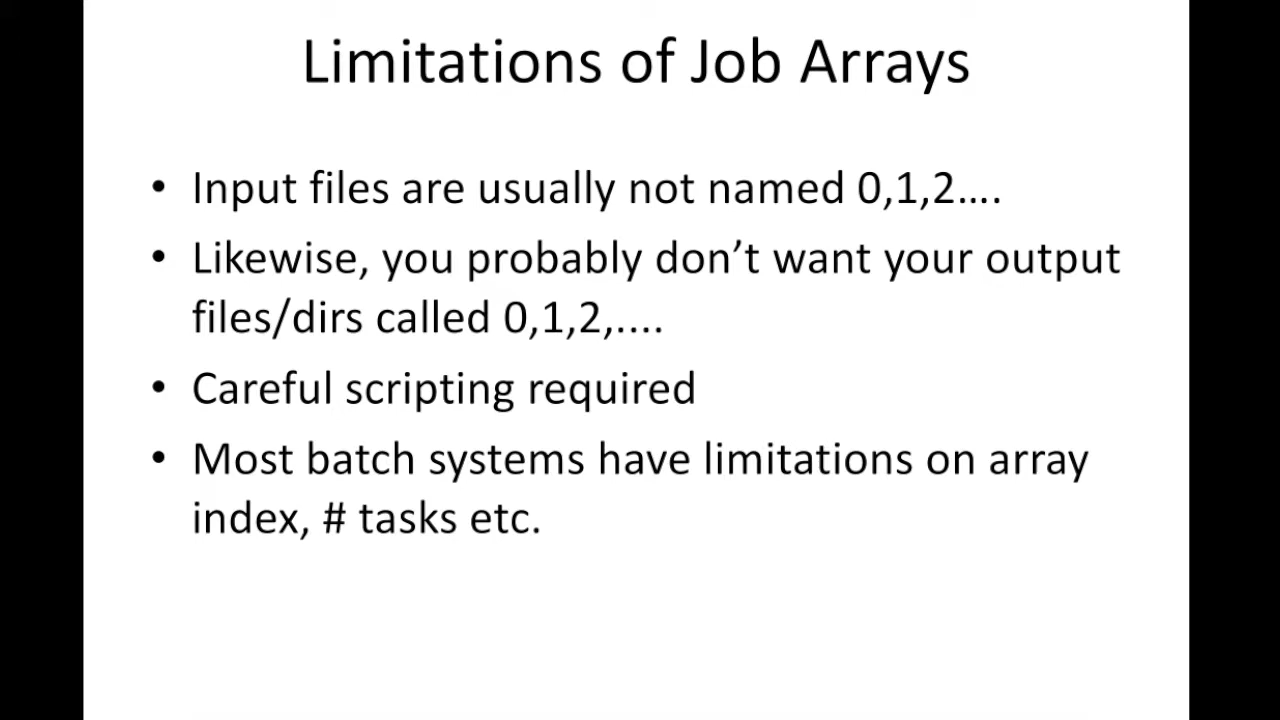 Limitations of Job Arrays
• Input files are usually not named 0,1,2….
• Likewise, you probably don’t want your output
files/dirs called 0,1,2,....
• Careful scripting required
• Most batch systems have limitations on array
index, # tasks etc.